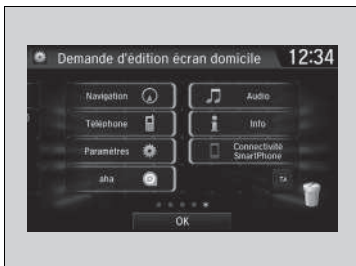 Demande d'édition écran domicile 12:34
Navigation
Audio
Téléphone
Info
Paramètres
Connectivité
SmartPhone
aha
OK